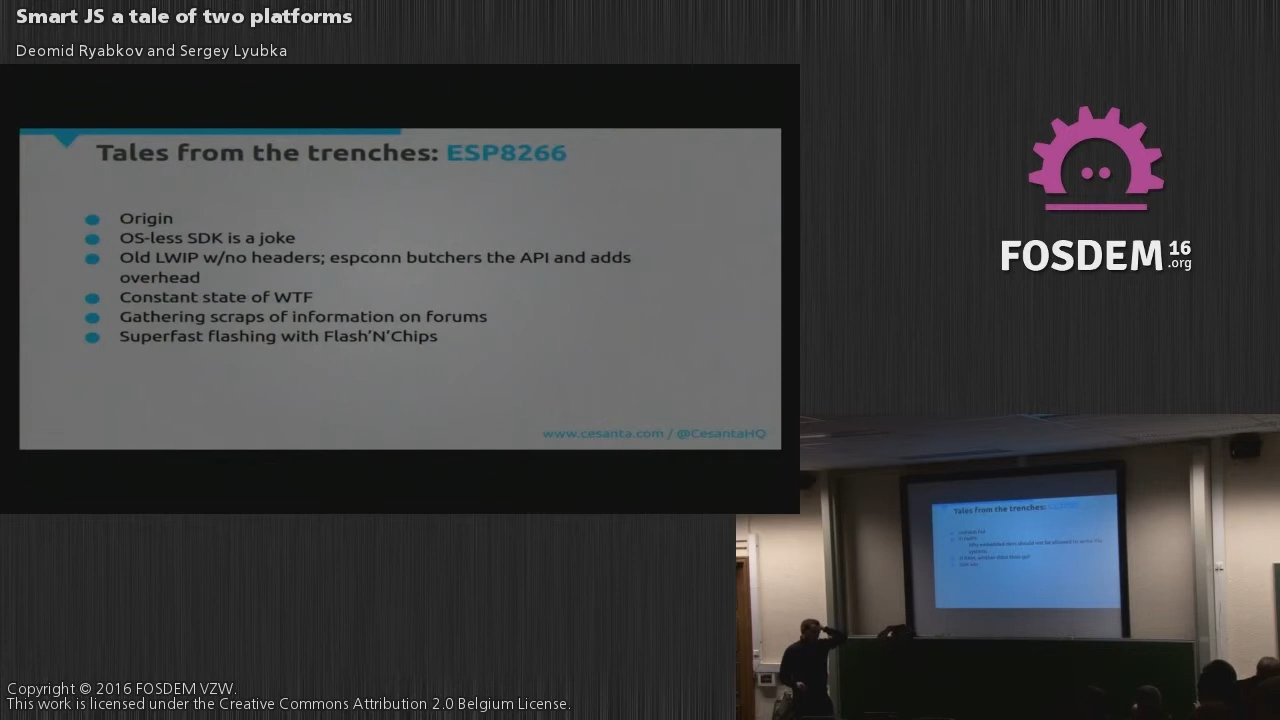 Smart JS a tale of two platforms
Deomid Ryabkov and Sergey Lyubka
Tales from the trenches: ESP8266
Origin
OS-less SDK is a joke
Old LWIP w/no headers; espconn butchers the API and adds
overhead
Constant state of WTF
Gathering scraps of information on forums
Superfast flashing with Flash'N'Chips
www.cesanta.com / @CesantaHQ
FOSDEM 16
.org
Tales from the trenches:
Copyright © 2016 FOSDEM VZW.
This work is licensed under the Creative Commons Attribution 2.0 Belgium License.